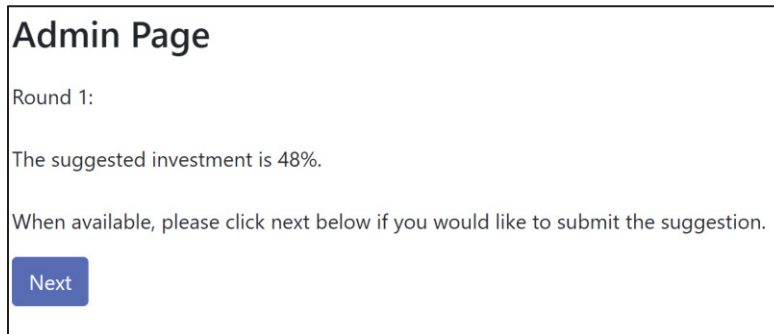 Admin Page
Round 1:
The suggested investment is 48%.
When available, please click next below if you would like to submit the suggestion.
Next